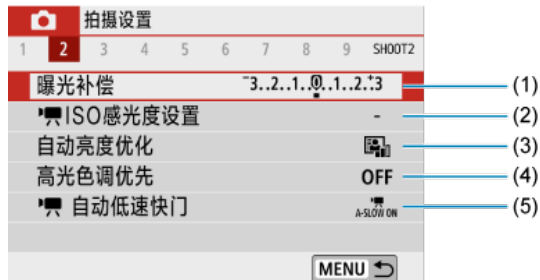 拍摄设置
1 2 3 4 5 6 7 8 9 SHOOT2
曝光补偿 -3..2..1..0..1..2..+3 (1)
ISO感光度设置 - (2)
自动亮度优化 (3)
高光色调优先 OFF (4)
自动低速快门 A-SLOW ON (5)
MENU